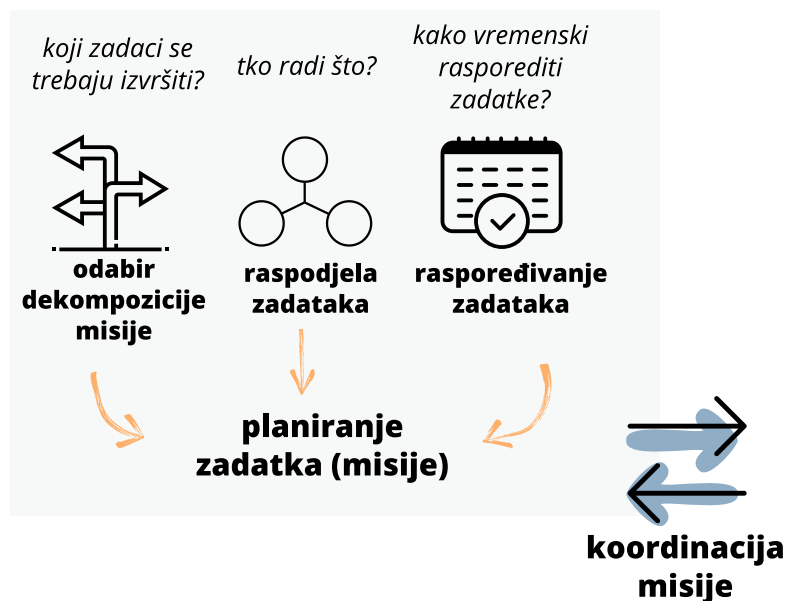 koji zadaci se
trebaju izvršiti?
tko radi što?
kako vremenski
rasporediti
zadatke?
odabir
dekompozicije
misije
raspodjela
zadataka
raspoređivanje
zadataka
planiranje
zadatka (misije)
koordinacija
misije